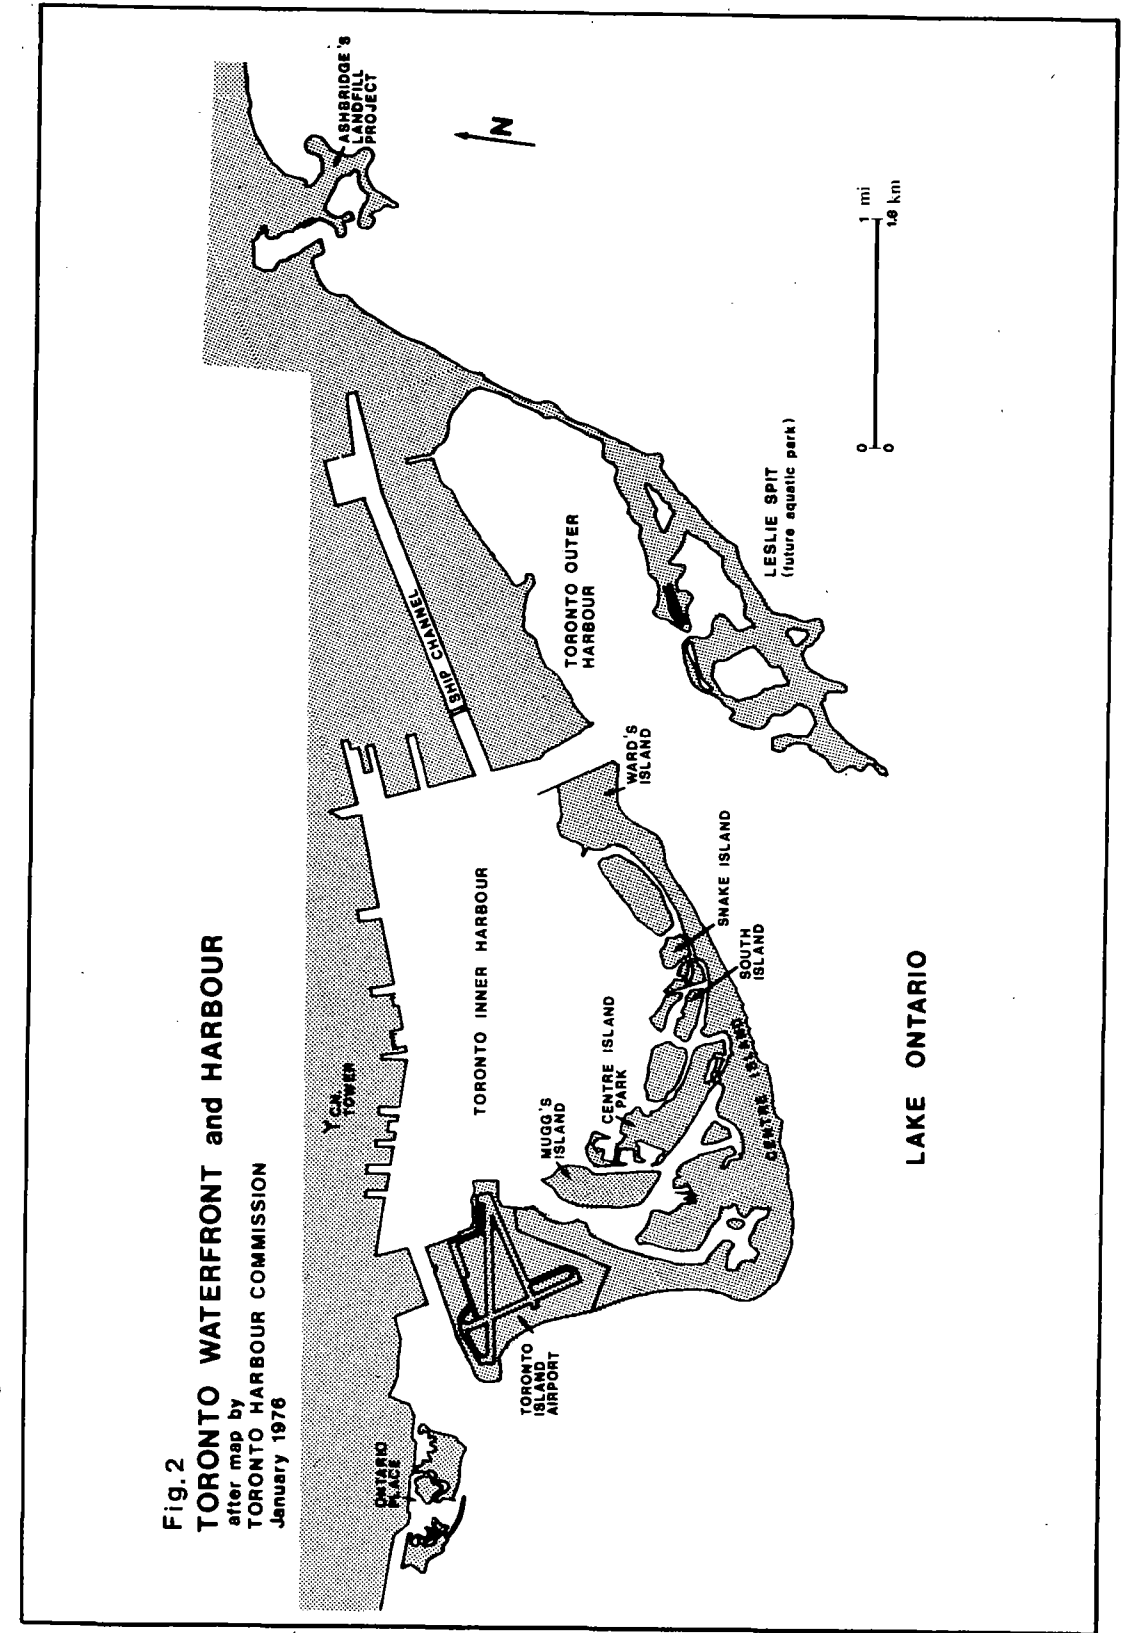 Fig.2
TORONTO WATERFRONT and HARBOUR
after map by
TORONTO HARBOUR COMMISSION
January 1976
ONTARIO
PLACE
C.N.
TOWER
TORONTO
ISLAND
AIRPORT
TORONTO INNER HARBOUR
MUGG'S
ISLAND
CENTRE ISLAND
PARK
CENTRE ISLAND
SOUTH
ISLAND
SNAKE ISLAND
WARD'S
ISLAND
SHIP CHANNEL
TORONTO OUTER
HARBOUR
LESLIE SPIT
(future aquatic park)
ASHBRIDGE'S
LANDFILL
PROJECT
N
0 1 mi
0 1.6 km
LAKE ONTARIO